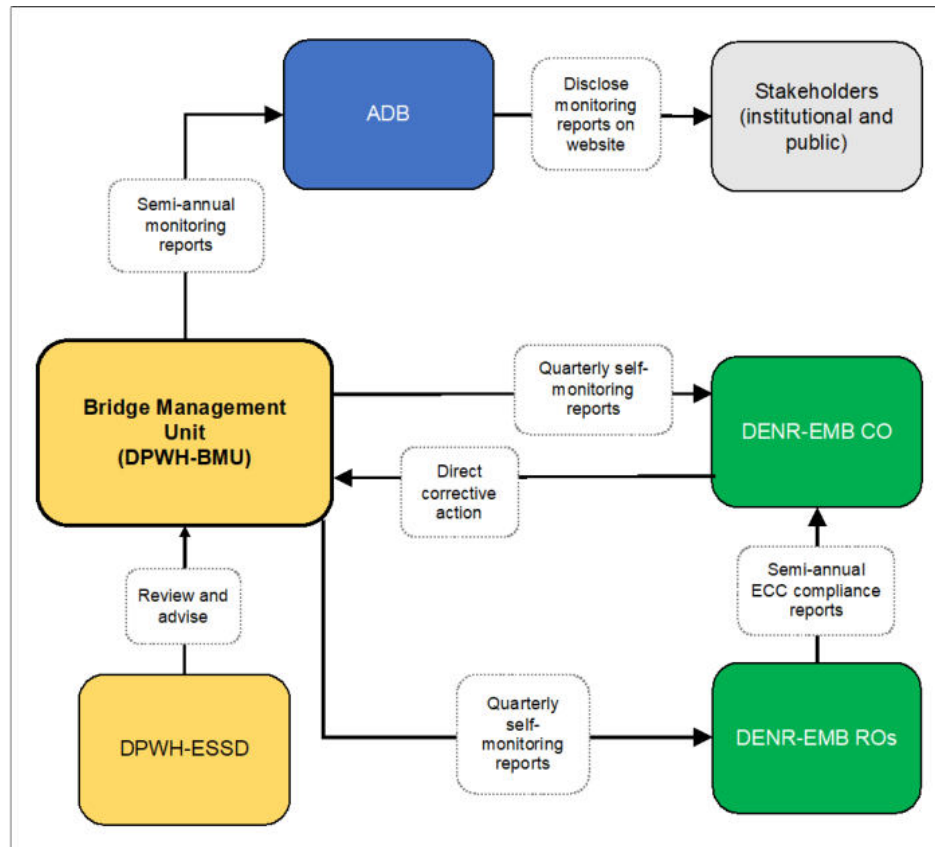 ADB
Disclose
monitoring
reports on
website
Stakeholders
(institutional and
public)
Semi-annual
monitoring
reports
Bridge Management
Unit
(DPWH-BMU)
Quarterly self-
monitoring
reports
DENR-EMB CO
Direct
corrective
action
Review and
advise
Semi-annual
ECC compliance
reports
DPWH-ESSD
Quarterly
self-
monitoring
reports
DENR-EMB ROs